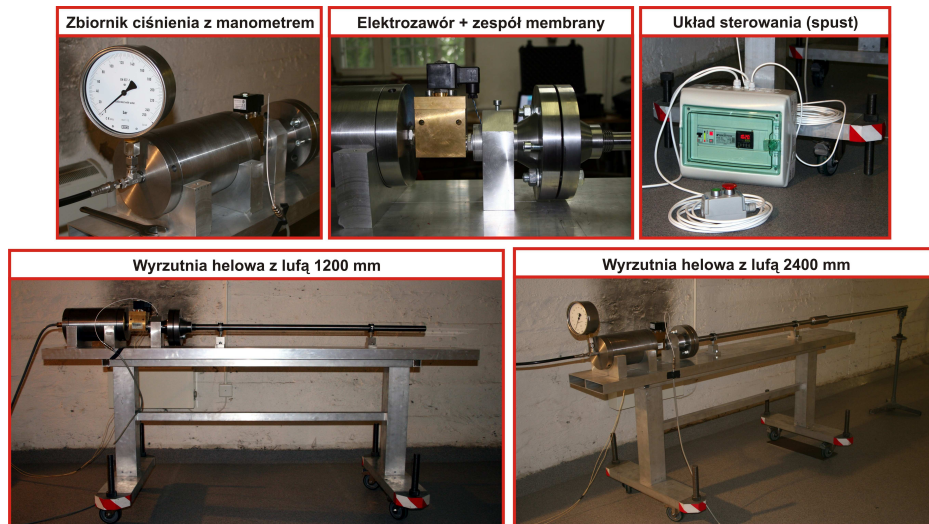 Zbiornik ciśnienia z manometrem
Elektrozawór + zespół membrany
Układ sterowania (spust)
Wyrzutnia helowa z lufą 1200 mm
Wyrzutnia helowa z lufą 2400 mm